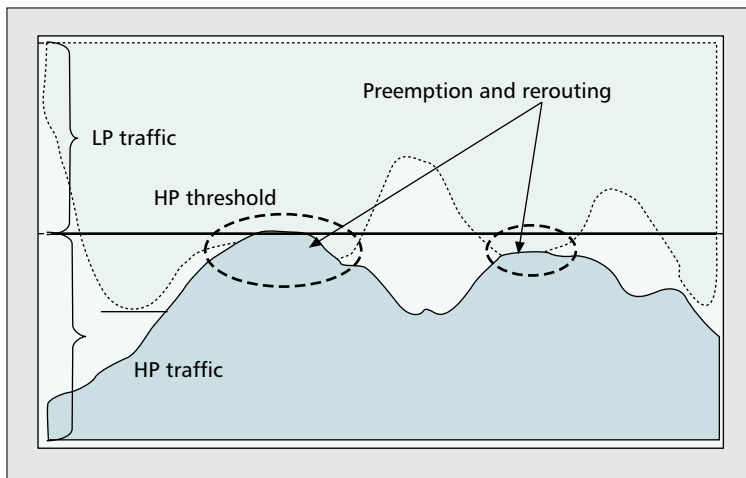 Preemption and rerouting
LP traffic
HP threshold
HP traffic